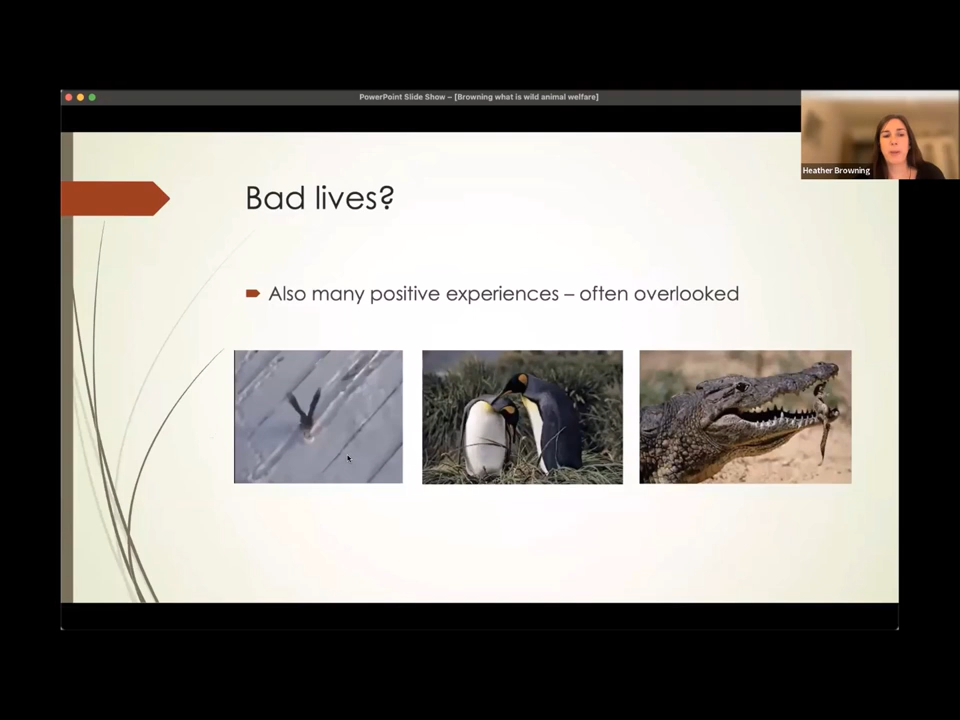 PowerPoint Slide Show – [Browning what is wild animal welfare]
Heather Browning
Bad lives?
Also many positive experiences – often overlooked